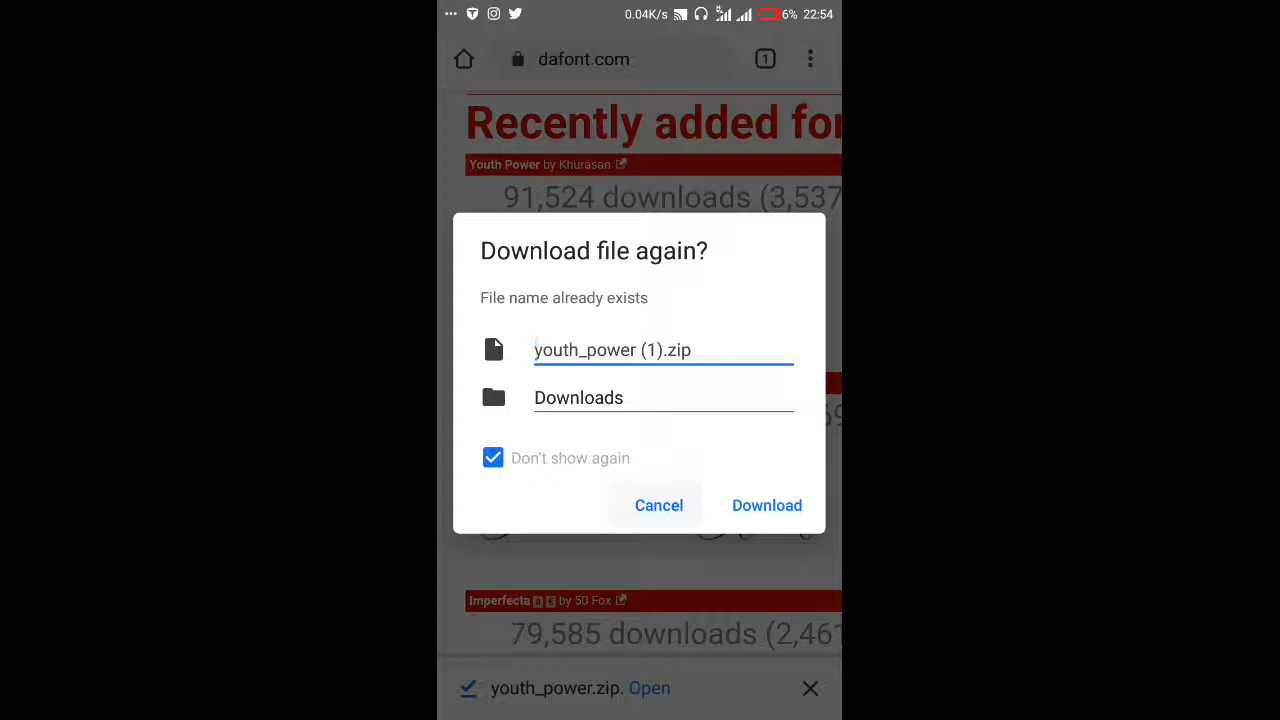 0.04K/s 6% 22:54
dafont.com 1
Recently added fo
Youth Power by Khurasan
91,524 downloads (3,537
Download file again?
File name already exists
youth_power (1).zip
Downloads
Don't show again
Cancel Download
Imperfecta by 50 Fox
79,585 downloads (2,461
youth_power.zip. Open